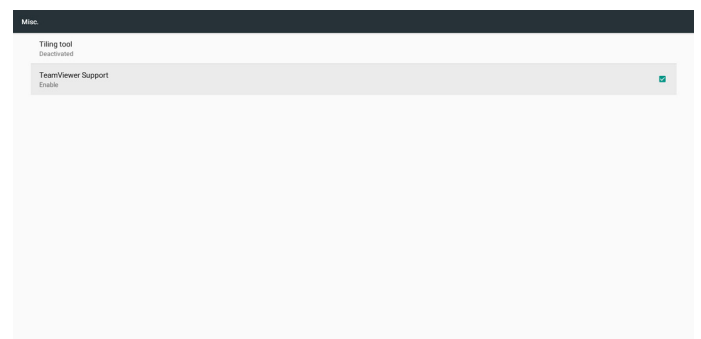 Misc.
Tiling tool
Deactivated
TeamViewer Support
Enable